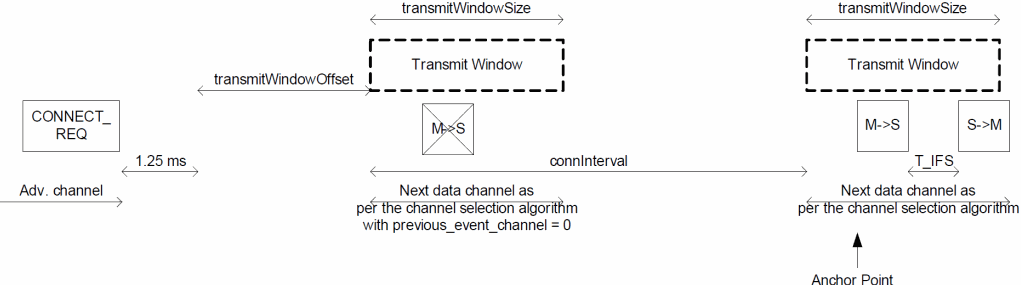 transmitWindowSize
transmitWindowSize
Transmit Window
Transmit Window
transmitWindowOffset
CONNECT_
REQ
M->S
M->S
S->M
1.25 ms
connInterval
T_IFS
Adv. channel
Next data channel as
per the channel selection algorithm
with previous_event_channel = 0
Next data channel as
per the channel selection algorithm
Anchor Point